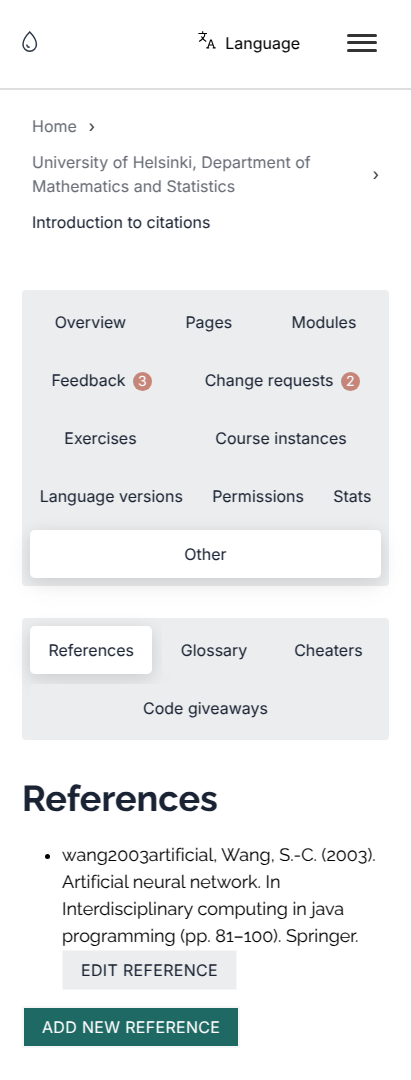 Language
Home ›
University of Helsinki, Department of
Mathematics and Statistics ›
Introduction to citations
Overview Pages Modules
Feedback 3 Change requests 2
Exercises Course instances
Language versions Permissions Stats
Other
References Glossary Cheaters
Code giveaways
References
• wang2003artificial, Wang, S.-C. (2003).
Artificial neural network. In
Interdisciplinary computing in java
programming (pp. 81–100). Springer.
EDIT REFERENCE
ADD NEW REFERENCE